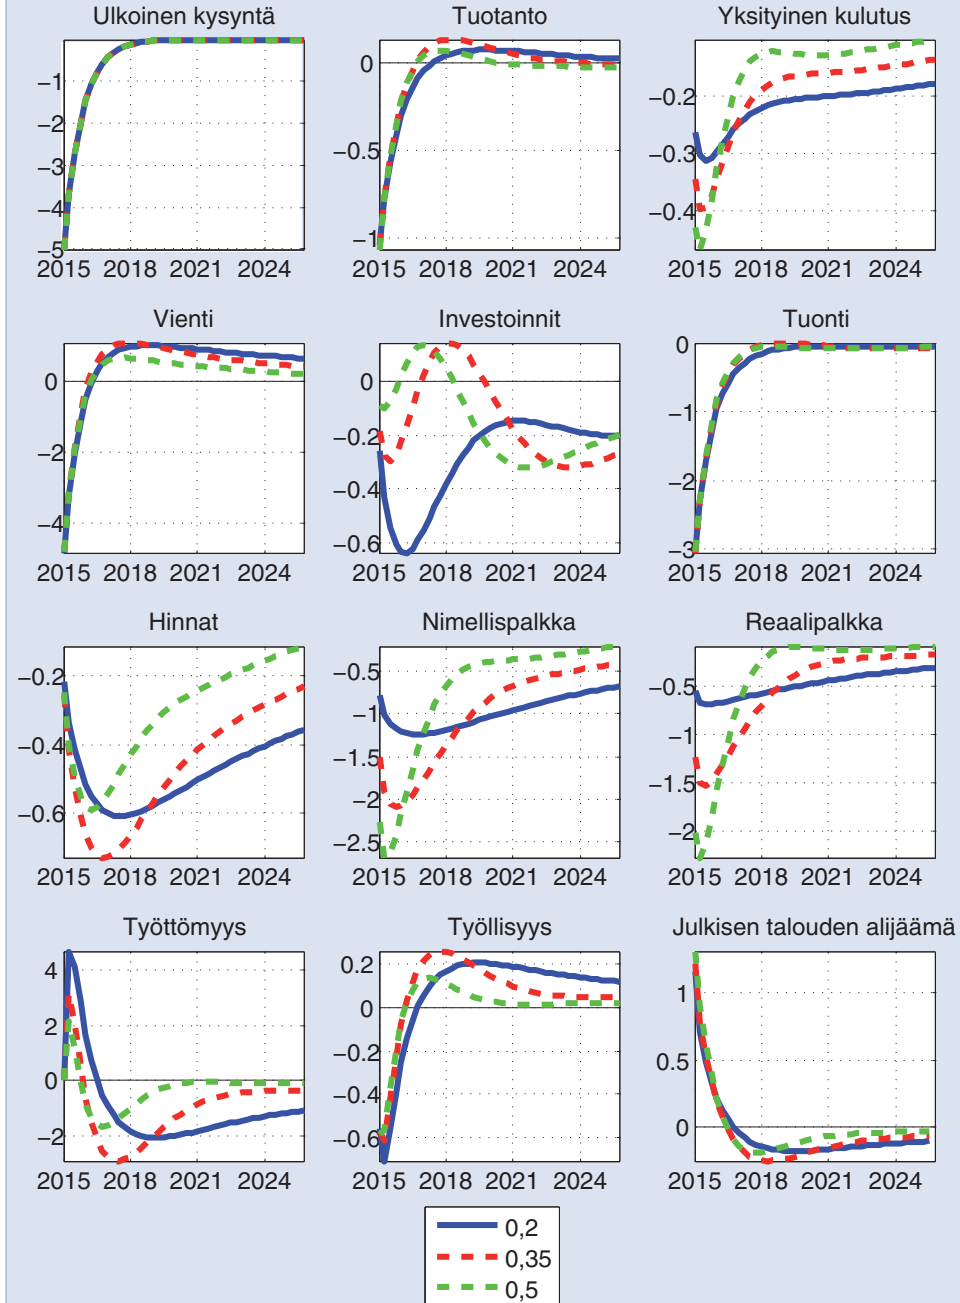 Ulkoinen kysyntä
Tuotanto
Yksityinen kulutus
−1
−2
−3
−4
−5
2015 2018 2021 2024
0
−0.5
−1
2015 2018 2021 2024
−0.2
−0.3
−0.4
2015 2018 2021 2024
Vienti
Investoinnit
Tuonti
0
−2
−4
2015 2018 2021 2024
0
−0.2
−0.4
−0.6
2015 2018 2021 2024
0
−1
−2
−3
2015 2018 2021 2024
Hinnat
Nimellispalkka
Reaalipalkka
−0.2
−0.4
−0.6
2015 2018 2021 2024
−0.5
−1
−1.5
−2
−2.5
2015 2018 2021 2024
−0.5
−1
−1.5
−2
2015 2018 2021 2024
Työttömyys
Työllisyys
Julkisen talouden alijäämä
4
2
0
−2
2015 2018 2021 2024
0.2
0
−0.2
−0.4
−0.6
2015 2018 2021 2024
1
0.5
0
2015 2018 2021 2024
0,2
0,35
0,5